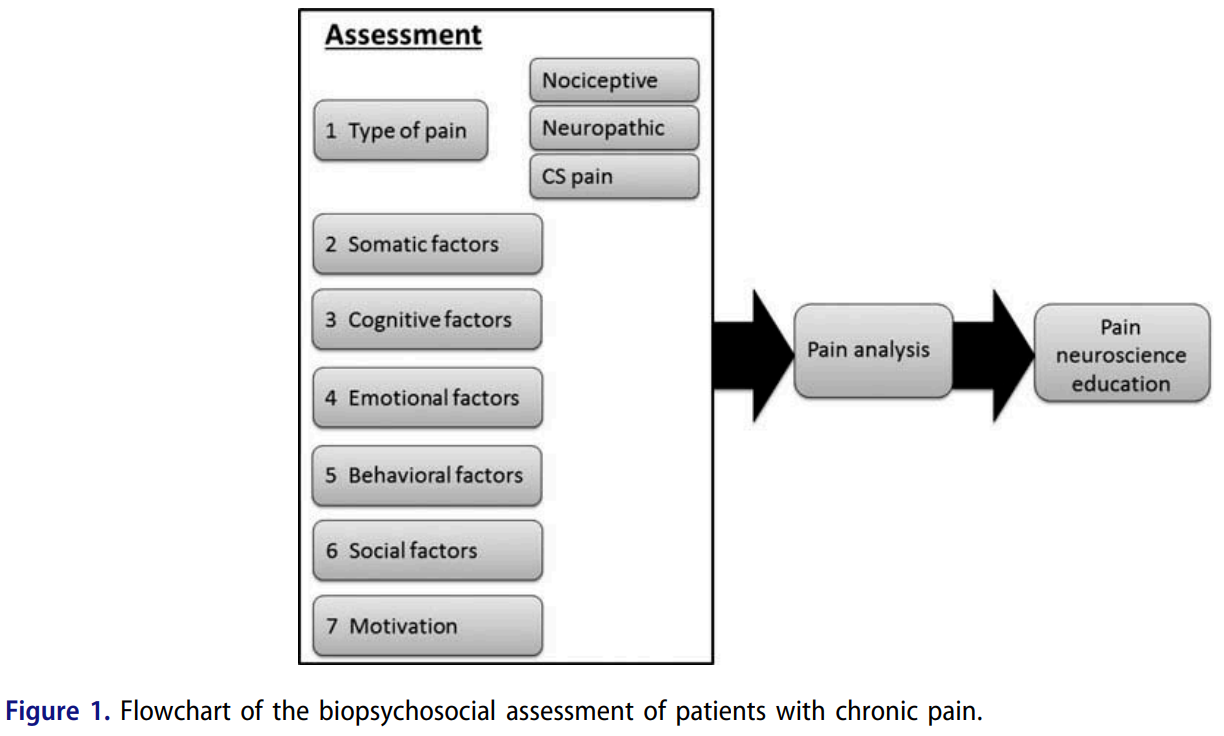 Assessment
1 Type of pain
Nociceptive
Neuropathic
CS pain
2 Somatic factors
3 Cognitive factors
4 Emotional factors
5 Behavioral factors
6 Social factors
7 Motivation
Pain analysis
Pain
neuroscience
education
Figure 1. Flowchart of the biopsychosocial assessment of patients with chronic pain.